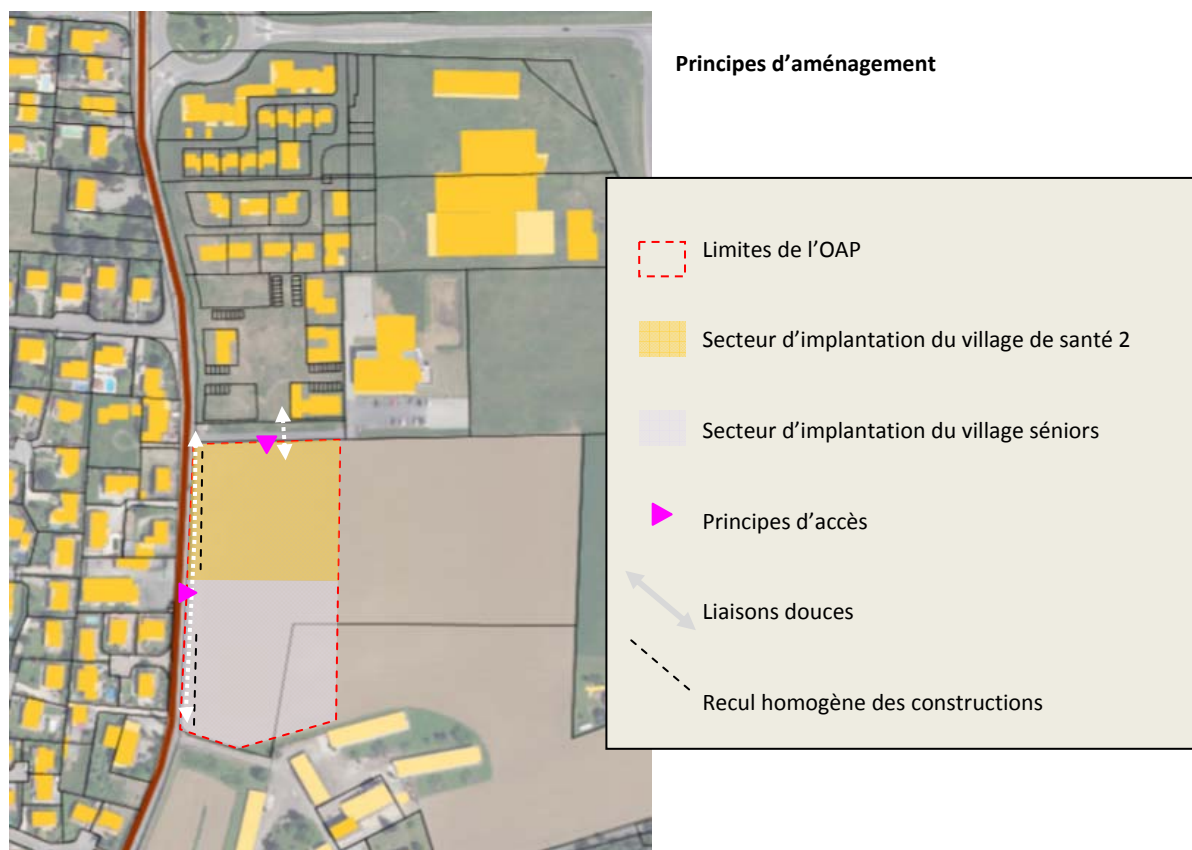 Principes d'aménagement
Limites de l'OAP
Secteur d'implantation du village de santé 2
Secteur d'implantation du village séniors
Principes d'accès
Liaisons douces
Recul homogène des constructions